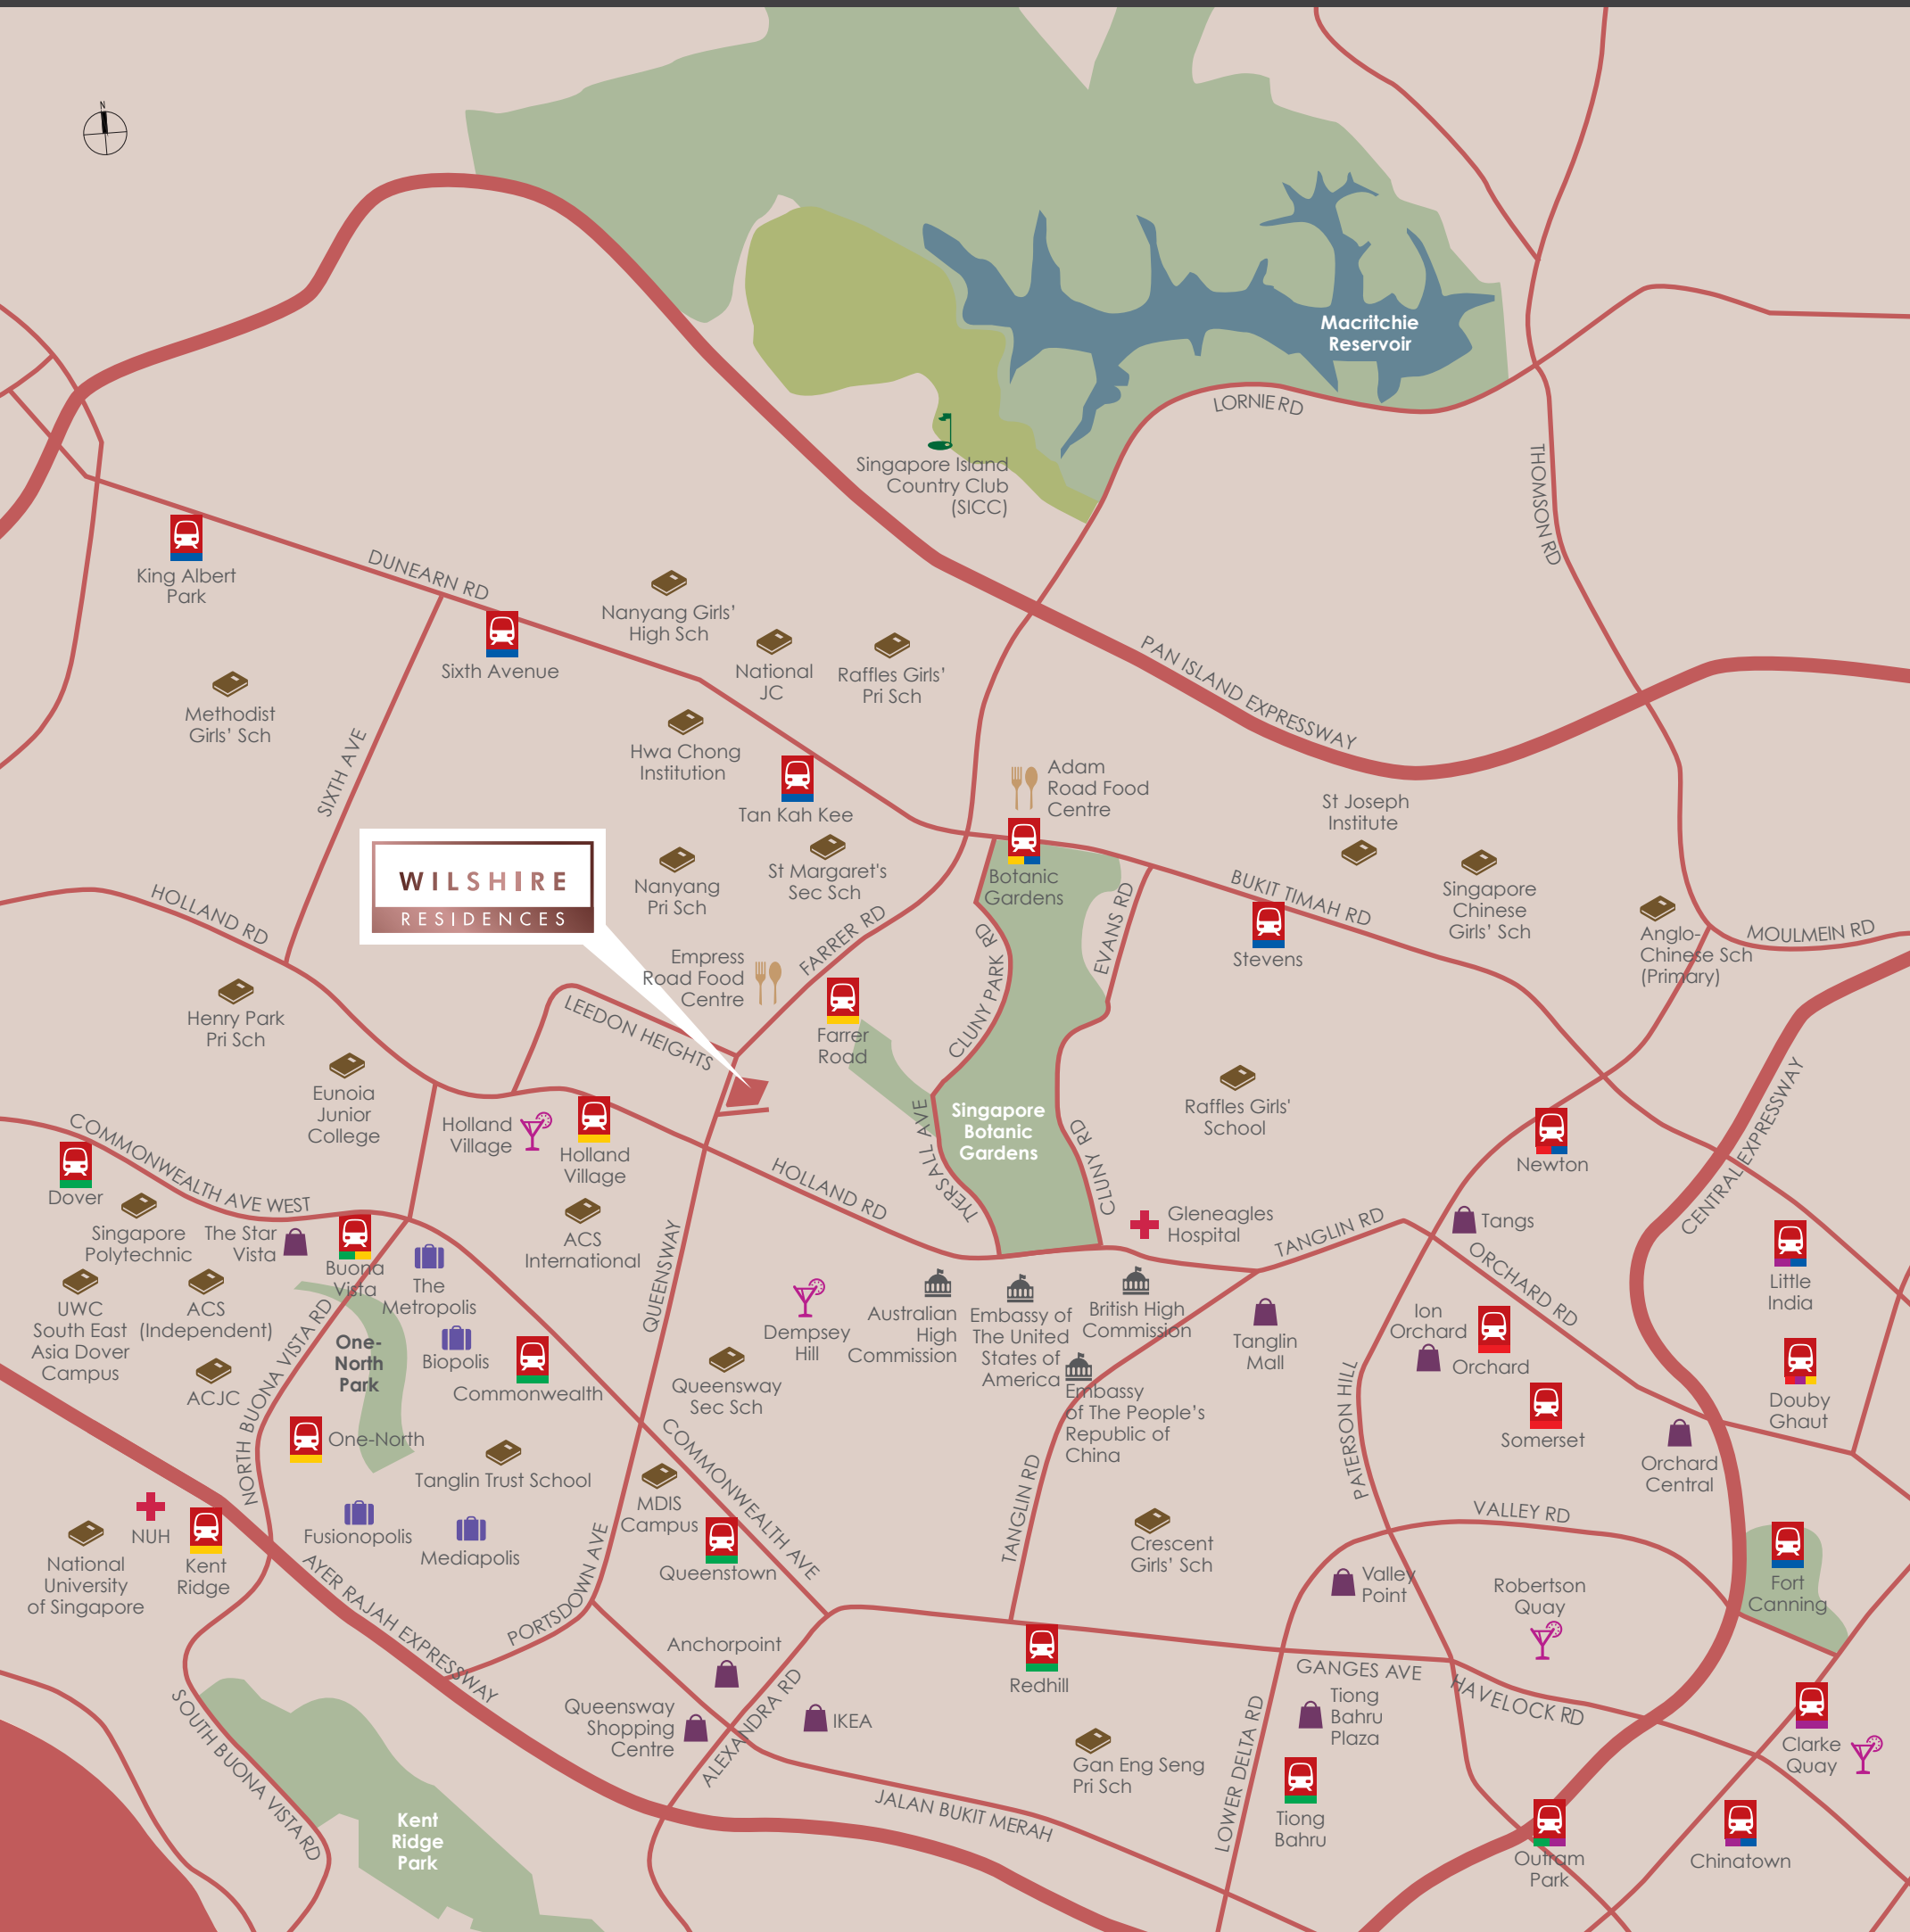 N
Macritchie
Reservoir
LORNIE RD
Singapore Island
Country Club
(SICC)
THOMSON RD
King Albert
Park
DUNEARN RD
Nanyang Girls'
High Sch
Sixth Avenue
National
JC
Raffles Girls'
Pri Sch
PAN ISLAND EXPRESSWAY
Methodist
Girls' Sch
SIXTH AVE
Hwa Chong
Institution
Tan Kah Kee
Adam
Road Food
Centre
St Joseph
Institute
WILSHIRE
RESIDENCES
Nanyang
Pri Sch
St Margaret's
Sec Sch
Botanic
Gardens
EVANS RD
BUKIT TIMAH RD
Singapore
Chinese
Girls' Sch
Stevens
Anglo-
Chinese Sch
(Primary)
MOULMEIN RD
HOLLAND RD
FARRER RD
Empress
Road Food
Centre
CLUNY PARK RD
LEEDON HEIGHTS
Farrer
Road
Henry Park
Pri Sch
Eunoia
Junior
College
Holland
Village
Holland
Village
Singapore
Botanic
Gardens
TYERSALL AVE
CLUNY RD
Raffles Girls'
School
Newton
CENTRAL EXPRESSWAY
COMMONWEALTH AVE WEST
Dover
Singapore
Polytechnic
The Star
Vista
Buona
Vista
The
Metropolis
ACS
International
HOLLAND RD
QUEENSWAY
Gleneagles
Hospital
TANGLIN RD
Tangs
ORCHARD RD
Little
India
UWC
South East
Asia Dover
Campus
ACS
(Independent)
ACJC
NORTH BUONA VISTA RD
One-
North
Park
Biopolis
Commonwealth
Dempsey
Hill
Australian
High
Commission
Embassy of
The United
States of
America
British High
Commission
Embassy
of The People's
Republic of
China
Tanglin
Mall
Ion
Orchard
Orchard
Douby
Ghaut
Queensway
Sec Sch
PATERSON HILL
Somerset
Orchard
Central
One-North
Tanglin Trust School
COMMONWEALTH AVE
MDIS
Campus
TANGLIN RD
VALLEY RD
NUH
National
University
of Singapore
Kent
Ridge
Fusionopolis
Mediapolis
Queenstown
Crescent
Girls' Sch
Valley
Point
Robertson
Quay
Fort
Canning
AYER RAJAH EXPRESSWAY
PORTSDOWN AVE
Anchorpoint
Redhill
GANGES AVE
HAVELOCK RD
SOUTH BUONA VISTA RD
Queensway
Shopping
Centre
ALEXANDRA RD
IKEA
LOWER DELTA RD
Tiong
Bahru
Plaza
Clarke
Quay
Gan Eng Seng
Pri Sch
JALAN BUKIT MERAH
Kent
Ridge
Park
Tiong
Bahru
Outram
Park
Chinatown